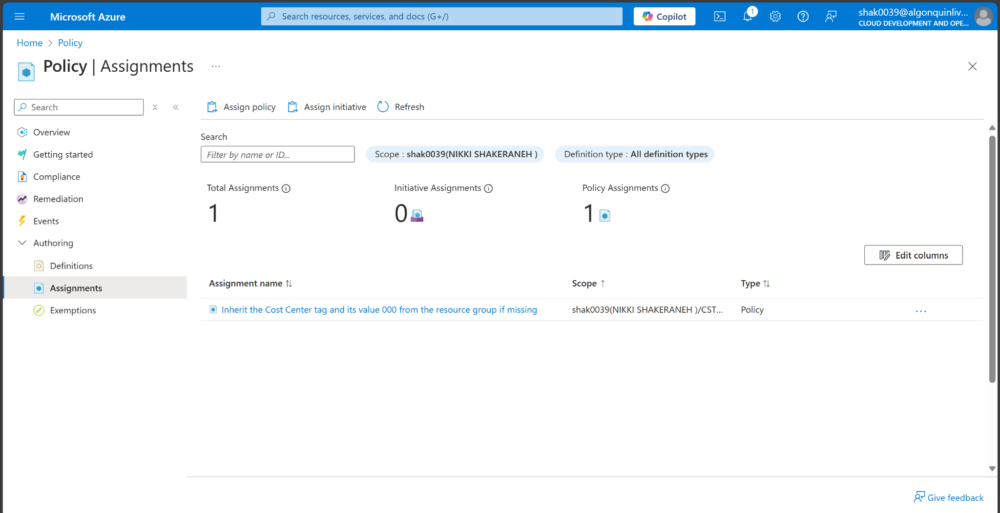 Microsoft Azure
Search resources, services, and docs (G+/)
Copilot
1
shak0039@algonquinliv...
CLOUD DEVELOPMENT AND OPE...
Home > Policy
Policy | Assignments ...
Search
Assign policy
Assign initiative
Refresh
Overview
Getting started
Compliance
Remediation
Events
Authoring
Definitions
Assignments
Exemptions
Search
Filter by name or ID...
Scope : shak0039(NIKKI SHAKERANEH )
Definition type : All definition types
Total Assignments
1
Initiative Assignments
0
Policy Assignments
1
Edit columns
Assignment name
Scope
Type
Inherit the Cost Center tag and its value 000 from the resource group if missing
shak0039(NIKKI SHAKERANEH )/CST...
Policy
...
Give feedback